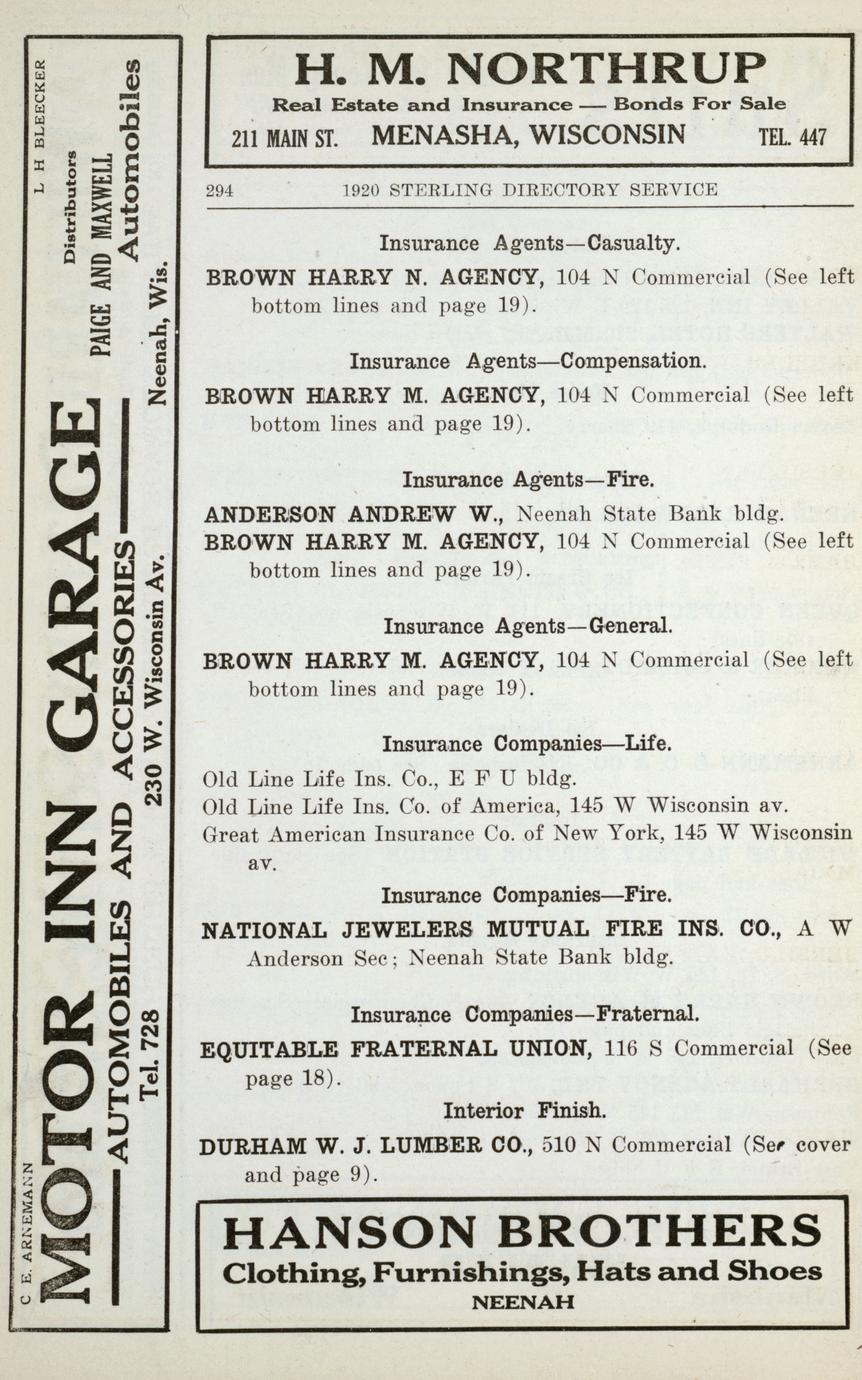 H. M. NORTHRUP
Real Estate and Insurance — Bonds For Sale
211 MAIN ST. MENASHA, WISCONSIN TEL. 447
294 1920 STERLING DIRECTORY SERVICE
Insurance Agents—Casualty.
BROWN HARRY N. AGENCY, 104 N Commercial (See left
bottom lines and page 19).
Insurance Agents—Compensation.
BROWN HARRY M. AGENCY, 104 N Commercial (See left
bottom lines and page 19).
Insurance Agents—Fire.
ANDERSON ANDREW W., Neenah State Bank bldg.
BROWN HARRY M. AGENCY, 104 N Commercial (See left
bottom lines and page 19).
Insurance Agents—General.
BROWN HARRY M. AGENCY, 104 N Commercial (See left
bottom lines and page 19).
Insurance Companies—Life.
Old Line Life Ins. Co., E F U bldg.
Old Line Life Ins. Co. of America, 145 W Wisconsin av.
Great American Insurance Co. of New York, 145 W Wisconsin
av.
Insurance Companies—Fire.
NATIONAL JEWELERS MUTUAL FIRE INS. CO., A W
Anderson Sec; Neenah State Bank bldg.
Insurance Companies—Fraternal.
EQUITABLE FRATERNAL UNION, 116 S Commercial (See
page 18).
Interior Finish.
DURHAM W. J. LUMBER CO., 510 N Commercial (See cover
and page 9).
HANSON BROTHERS
Clothing, Furnishings, Hats and Shoes
NEENAH
C E. ARNEMANN L H BLEECKER
MOTOR INN GARAGE
Distributors
PAIGE AND MAXWELL
Automobiles
AUTOMOBILES AND ACCESSORIES
Tel. 728 230 W. Wisconsin Av. Neenah, Wis.